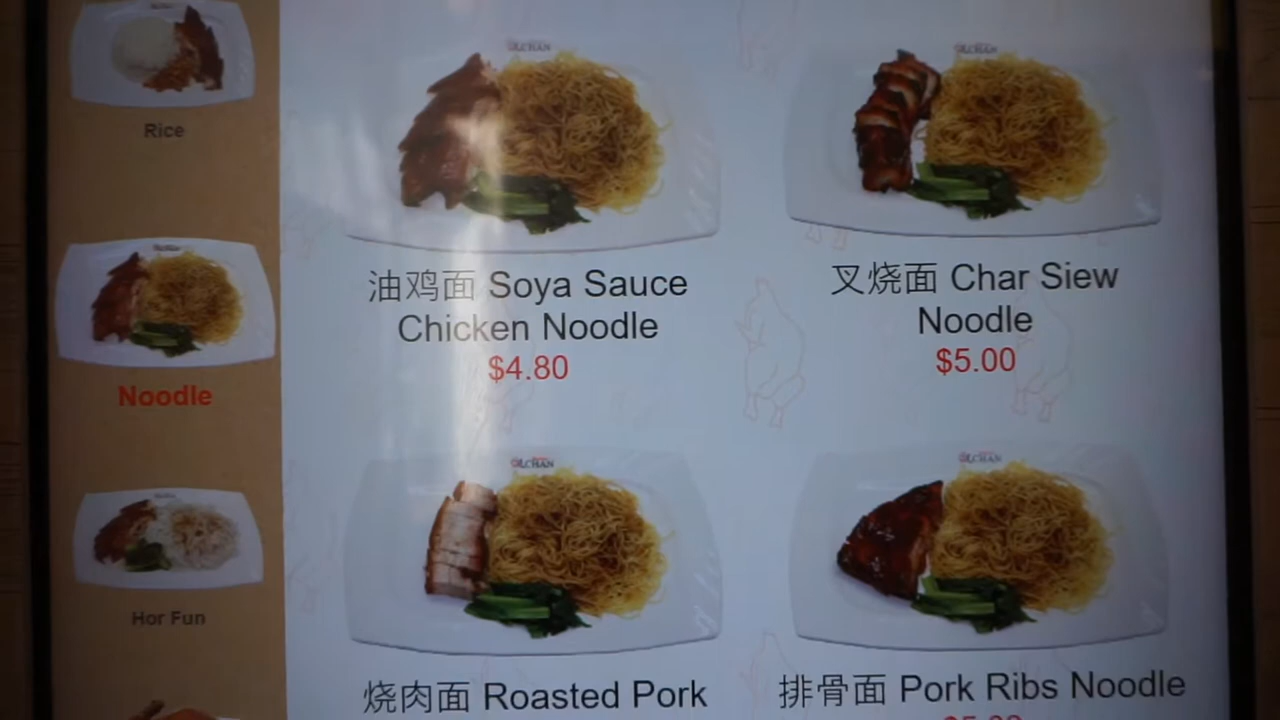 Rice
Noodle
Hor Fun
油鸡面 Soya Sauce
Chicken Noodle
$4.80
叉烧面 Char Siew
Noodle
$5.00
烧肉面 Roasted Pork
排骨面 Pork Ribs Noodle